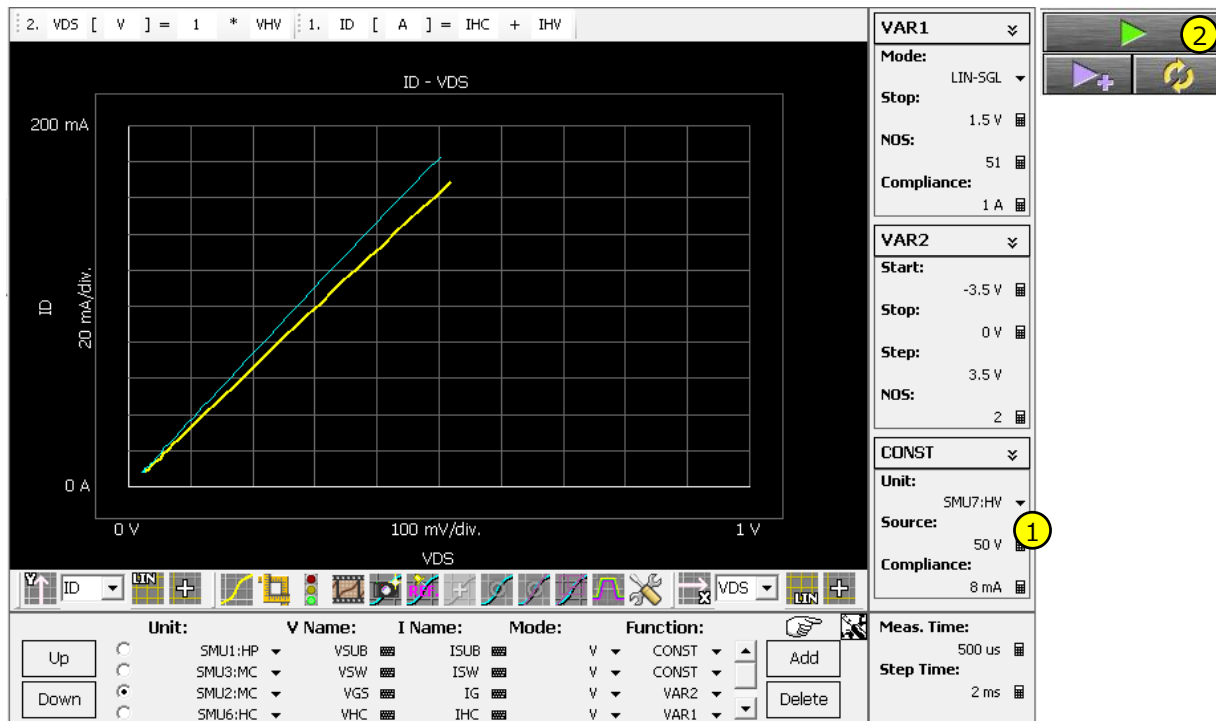 2. VDS [ V ] = 1 * VHV 1. ID [ A ] = IHC + IHV
ID - VDS
200 mA
ID
20 mA/div.
0 A
0 V 100 mV/div. 1 V
VDS
Y ID LIN X VDS LIN
Unit: V Name: I Name: Mode: Function:
Up SMU1:HP VSUB ISUB V CONST Add
SMU3:MC VSW ISW V CONST
Down SMU2:MC VGS IG V VAR2 Delete
SMU6:HC VHC IHC V VAR1
VAR1
Mode:
LIN-SGL
Stop:
1.5 V
NOS:
51
Compliance:
1 A
VAR2
Start:
-3.5 V
Stop:
0 V
Step:
3.5 V
NOS:
2
CONST
Unit:
SMU7:HV
Source:
1
50 V
Compliance:
8 mA
Meas. Time:
500 us
Step Time:
2 ms
2